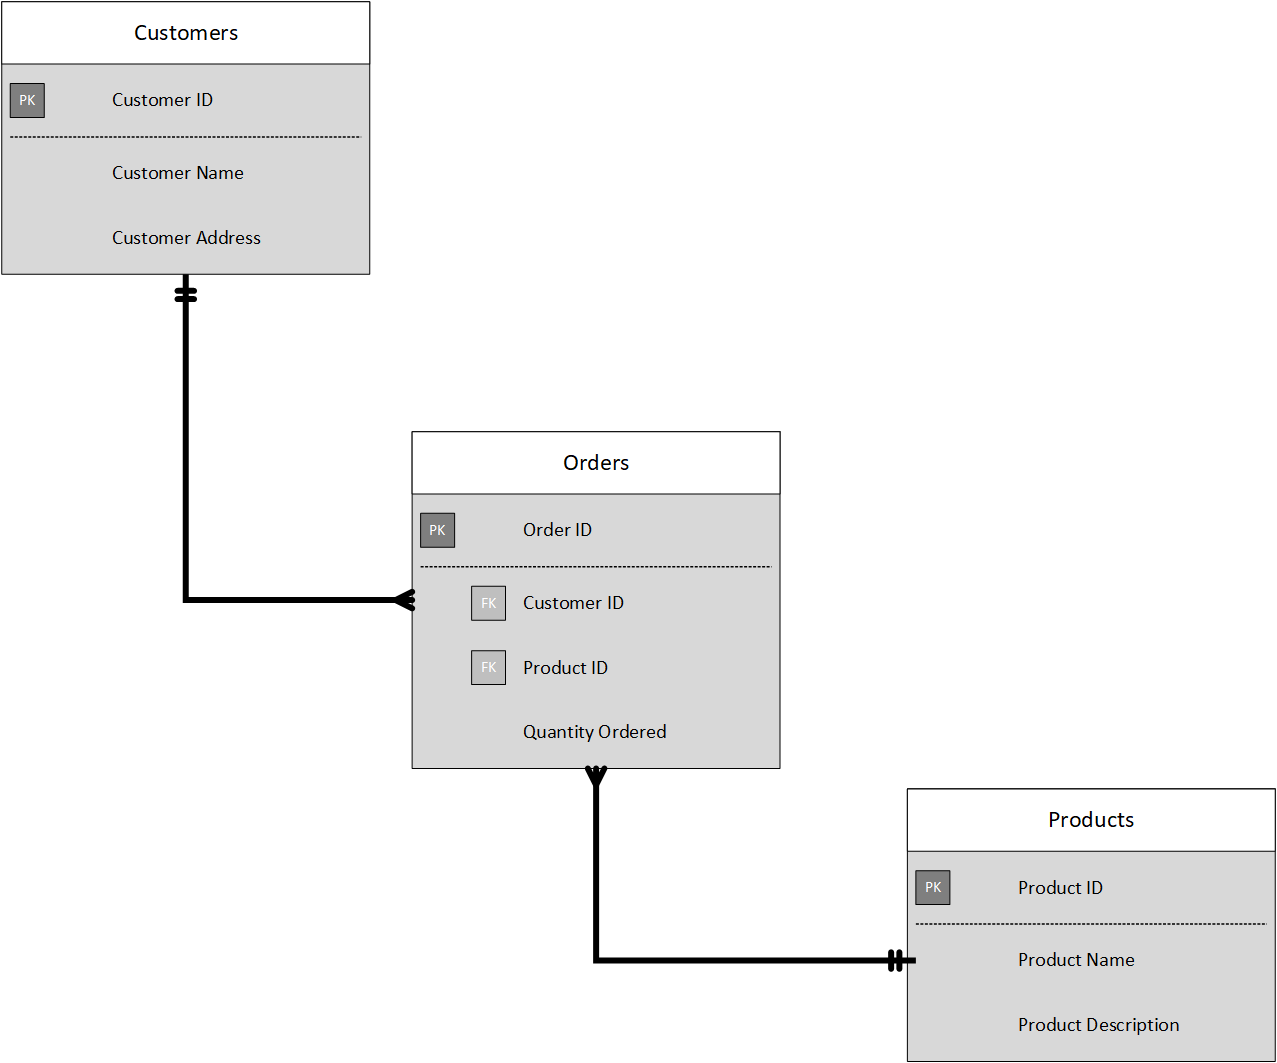 Customers
PK Customer ID
Customer Name
Customer Address
Orders
PK Order ID
FK Customer ID
FK Product ID
Quantity Ordered
Products
PK Product ID
Product Name
Product Description